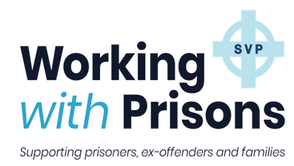 SVP
Working
with Prisons
Supporting prisoners, ex-offenders and families